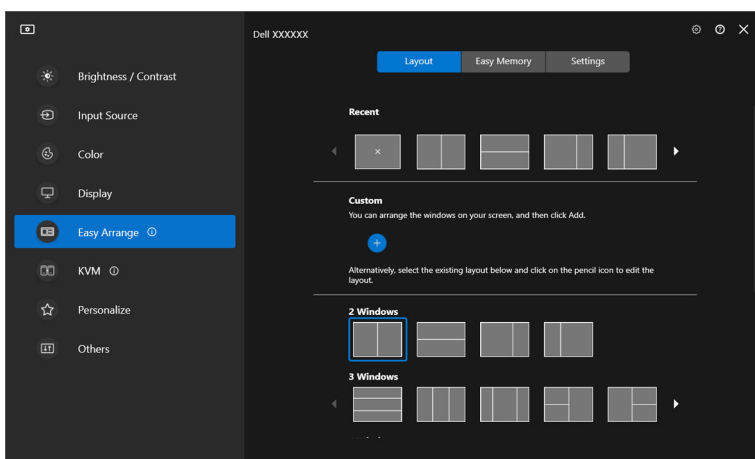 Dell XXXXXX
Brightness / Contrast
Input Source
Color
Display
Easy Arrange
KVM
Personalize
Others
Layout
Easy Memory
Settings
Recent
Custom
You can arrange the windows on your screen, and then click Add.
Alternatively, select the existing layout below and click on the pencil icon to edit the
layout.
2 Windows
3 Windows